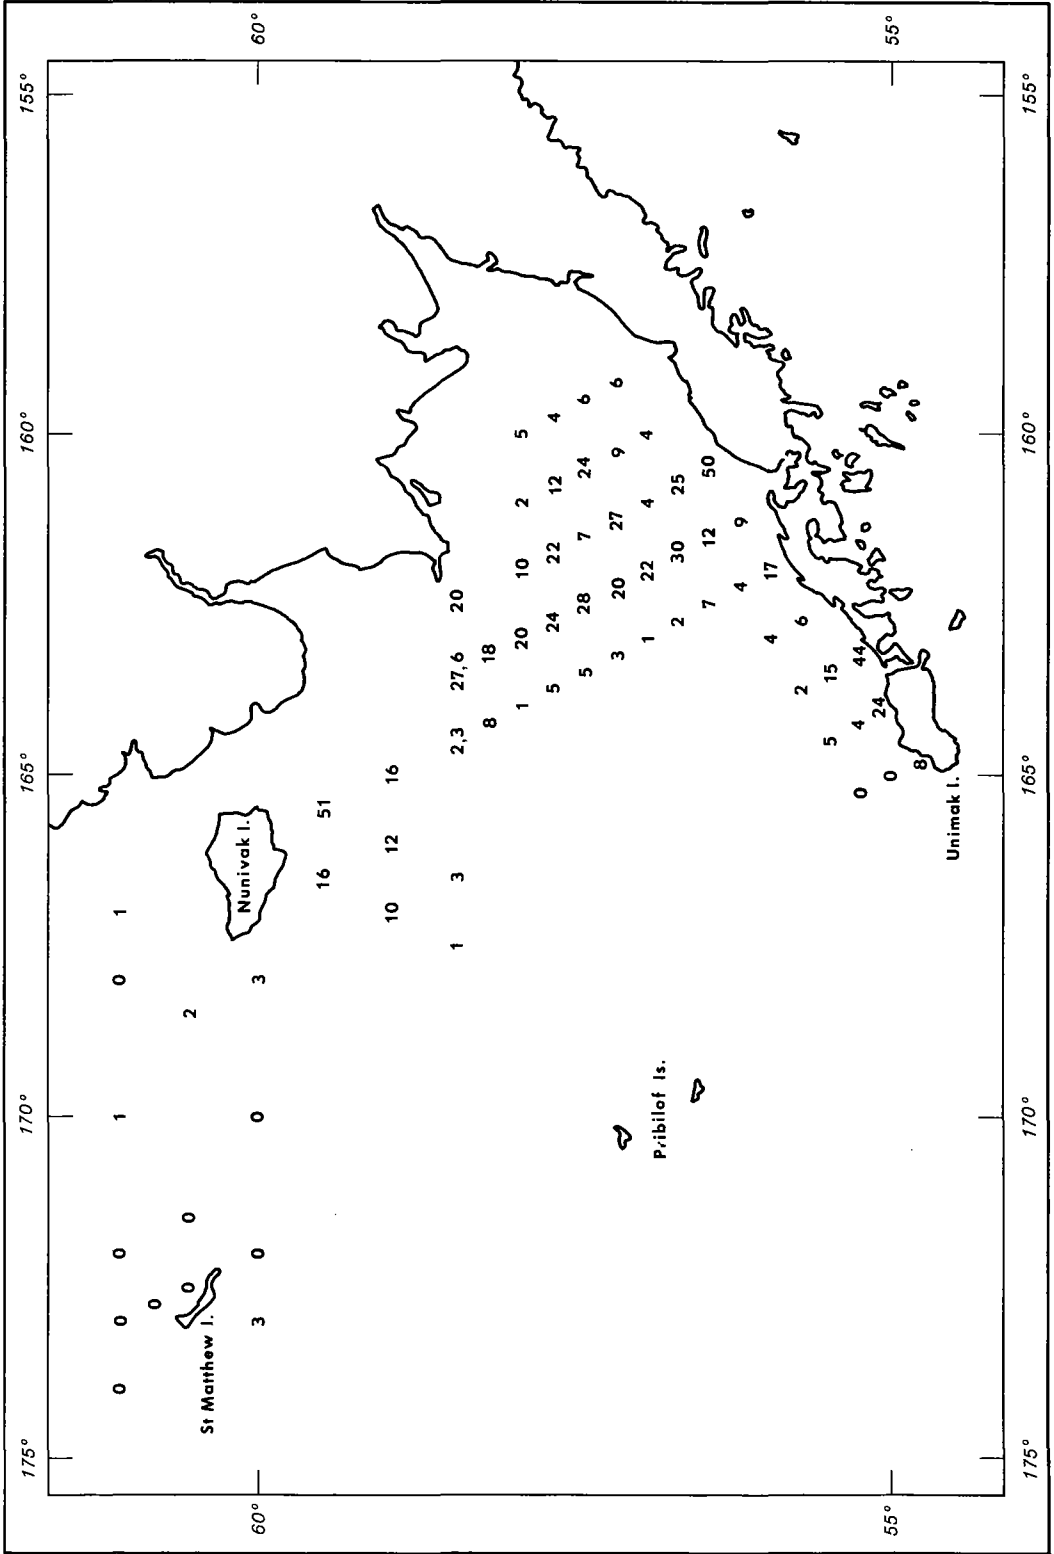 175° 170° 165° 160° 155°
0 0 0 1 0 1
0
0 0 2
St Matthew I.
Nunivak I.
60° 3 0 0 3 60°
16 51
10 12 16
1 3 2,3 27,6 20
8 18
1 20 10 2 5
5 24 22 12 4
5 28 7 24 6
3 20 27 9 6
1 22 4 4
Pribilof Is.
2 30 25
7 12 50
4 9
4 17
2 6
5 15
0 4 44
24
55° 0 55°
8
Unimak I.
175° 170° 165° 160° 155°